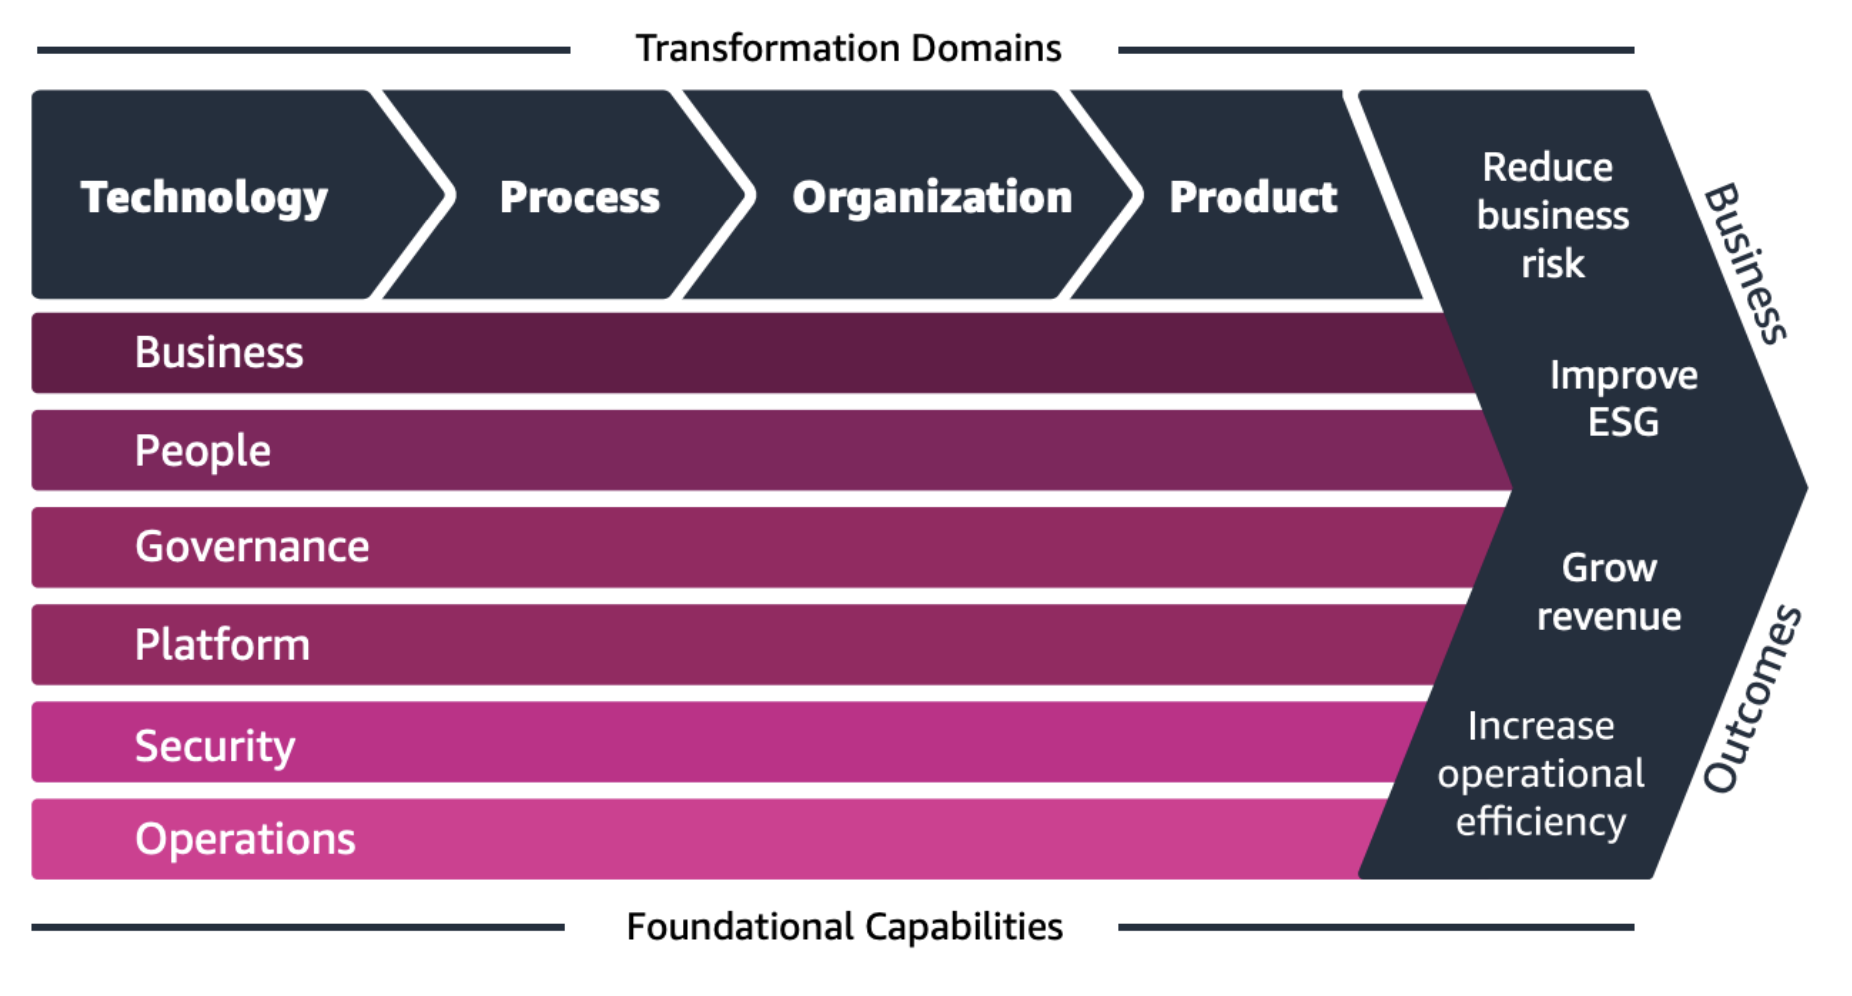 Transformation Domains
Technology
Process
Organization
Product
Reduce
business
risk
Improve
ESG
Grow
revenue
Increase
operational
efficiency
Business
Outcomes
Business
People
Governance
Platform
Security
Operations
Foundational Capabilities